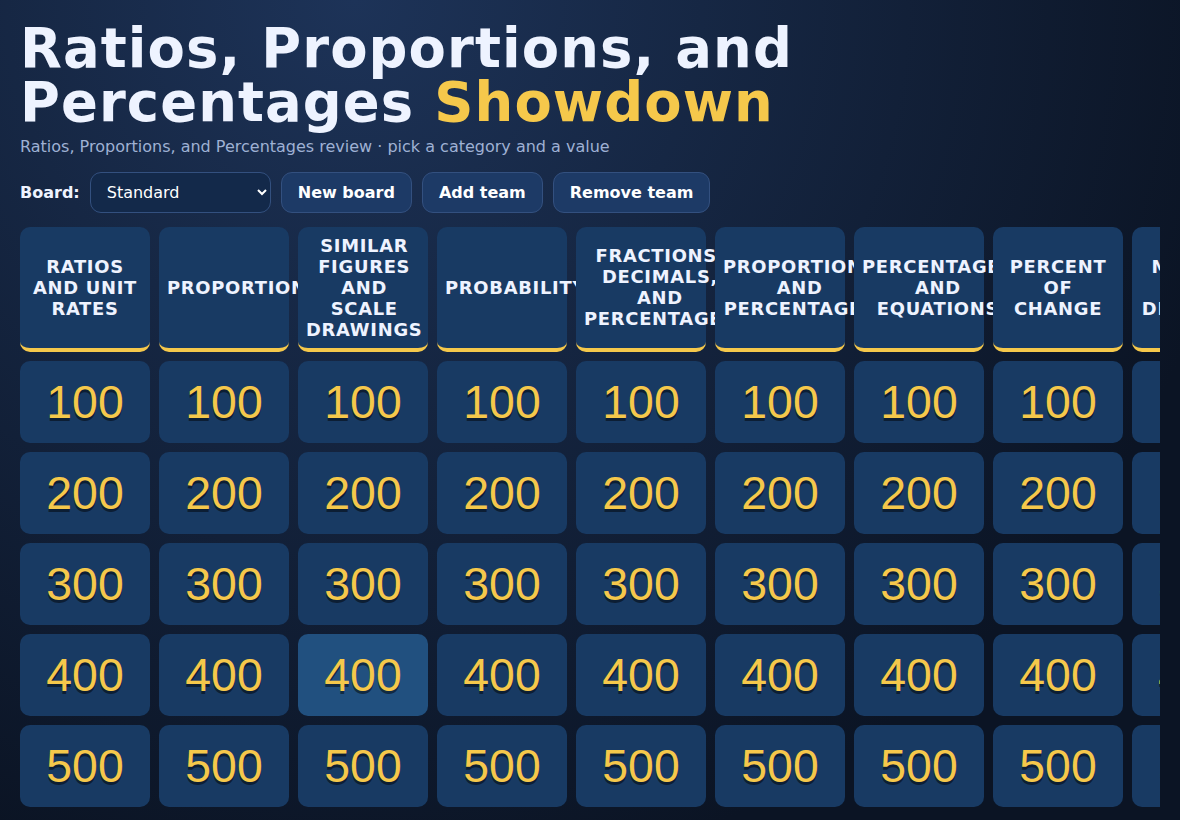 Ratios, Proportions, and
Percentages Showdown
Ratios, Proportions, and Percentages review · pick a category and a value
Board: Standard New board Add team Remove team
RATIOS
AND UNIT
RATES
PROPORTION
SIMILAR
FIGURES
AND
SCALE
DRAWINGS
PROBABILITY
FRACTIONS
DECIMALS,
AND
PERCENTAGE
PROPORTION
AND
PERCENTAGE
PERCENTAGE
AND
EQUATIONS
PERCENT
OF
CHANGE
100 100 100 100 100 100 100 100
200 200 200 200 200 200 200 200
300 300 300 300 300 300 300 300
400 400 400 400 400 400 400 400
500 500 500 500 500 500 500 500